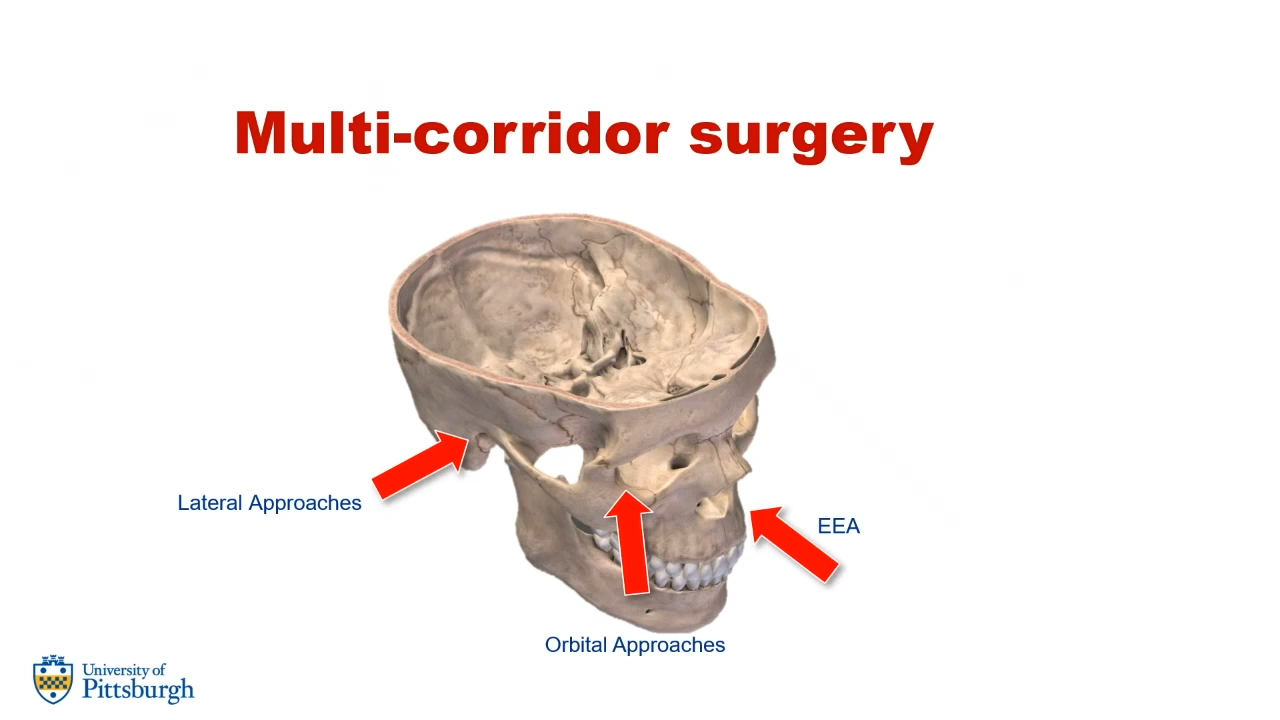 Multi-corridor surgery
Lateral Approaches
EEA
Orbital Approaches
University of
Pittsburgh